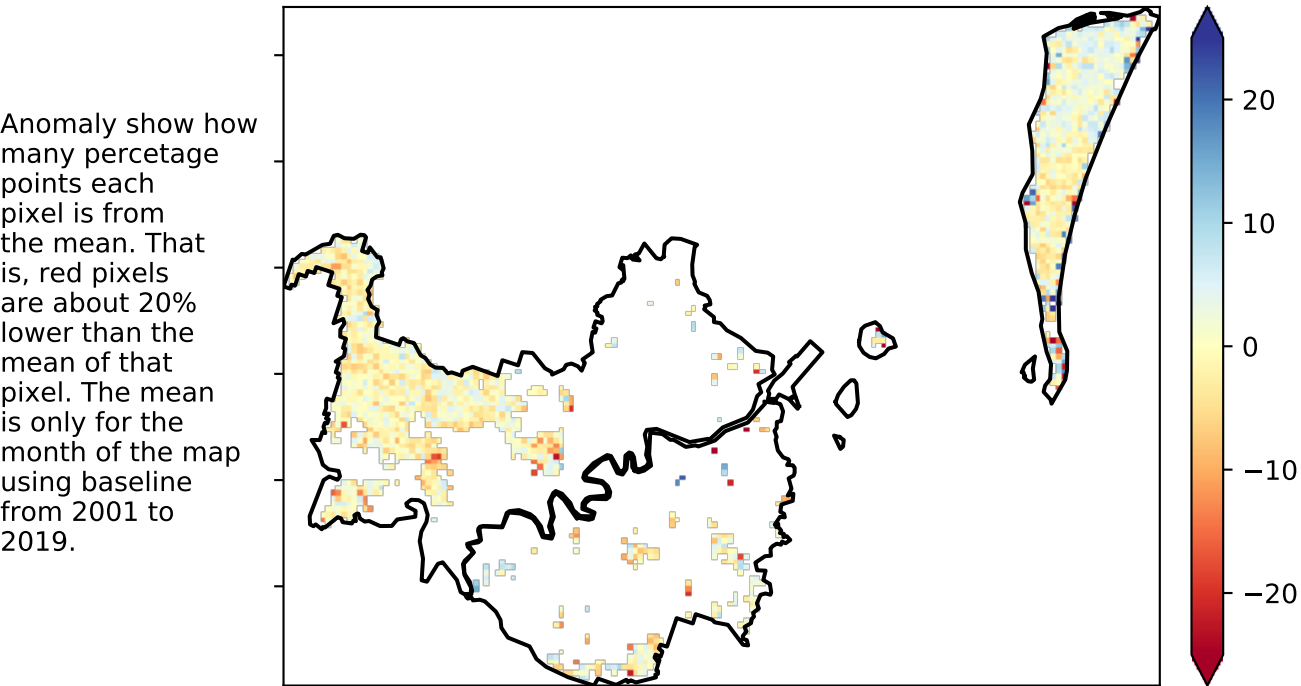 Anomaly show how
many percetage
points each
pixel is from
the mean. That
is, red pixels
are about 20%
lower than the
mean of that
pixel. The mean
is only for the
month of the map
using baseline
from 2001 to
2019.
20
10
0
−10
−20